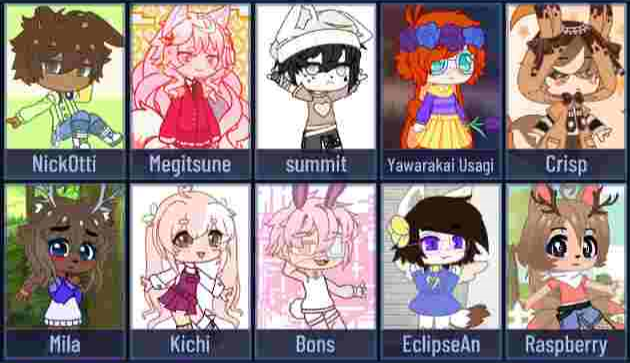 NickOtti
Megitsune
summit
Yawarakai Usagi
Crisp
Mila
Kichi
Bons
EclipseAn
Raspberry